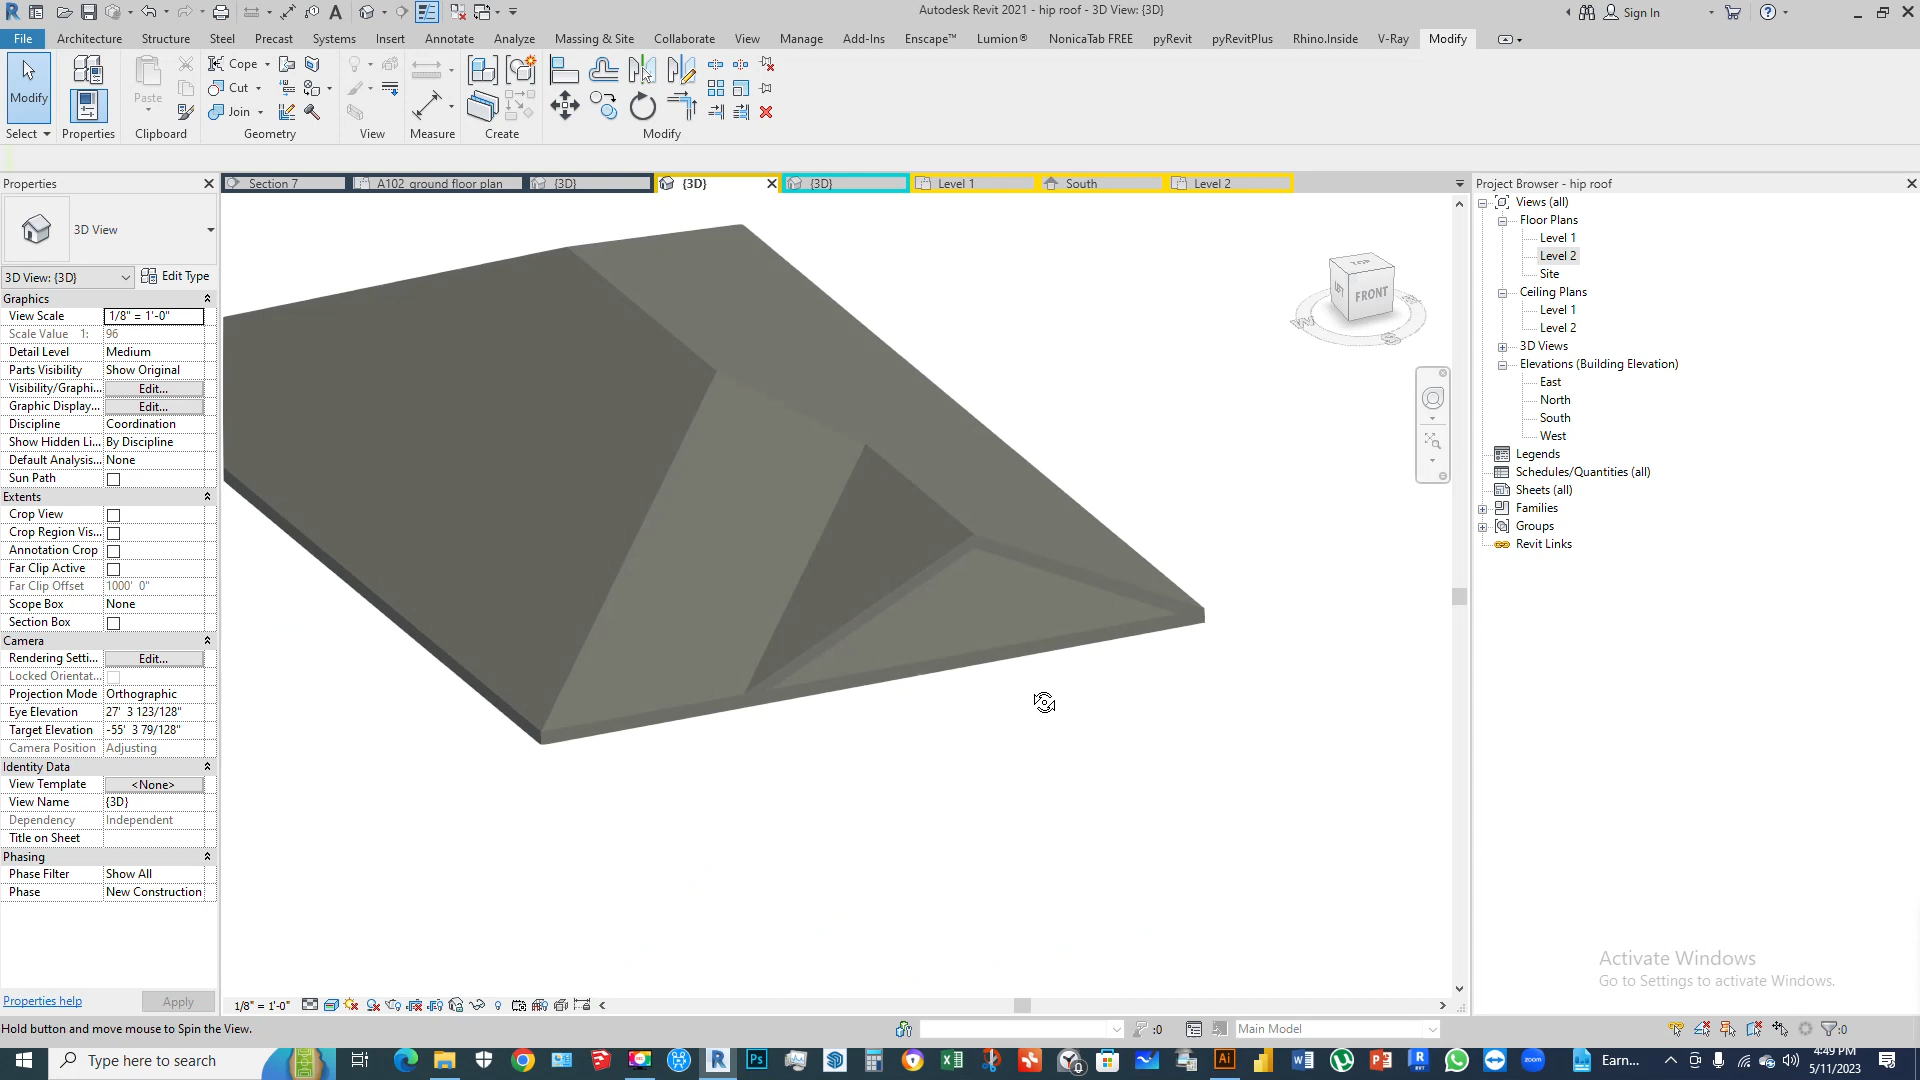 Autodesk Revit 2021 - hip roof - 3D View: {3D}
Sign In
File Architecture Structure Steel Precast Systems Insert Annotate Analyze Massing & Site Collaborate View Manage Add-Ins Enscape™ Lumion® NonicaTab FREE pyRevit pyRevitPlus Rhino.Inside V-Ray Modify
Modify
Paste
Cope
Cut
Join
Select Properties Clipboard Geometry View Measure Create Modify
Properties
Section 7
A102 ground floor plan
{3D}
{3D}
{3D}
Level 1
South
Level 2
Project Browser - hip roof
3D View
3D View: {3D}
Edit Type
Graphics
View Scale 1/8" = 1'-0"
Scale Value 1: 96
Detail Level Medium
Parts Visibility Show Original
Visibility/Graphi... Edit...
Graphic Display... Edit...
Discipline Coordination
Show Hidden Li... By Discipline
Default Analysis... None
Sun Path
Extents
Crop View
Crop Region Vis...
Annotation Crop
Far Clip Active
Far Clip Offset 1000' 0"
Scope Box None
Section Box
Camera
Rendering Setti... Edit...
Locked Orientat...
Projection Mode Orthographic
Eye Elevation 27' 3 123/128"
Target Elevation -55' 3 79/128"
Camera Position Adjusting
Identity Data
View Template <None>
View Name {3D}
Dependency Independent
Title on Sheet
Phasing
Phase Filter Show All
Phase New Construction
Properties help
Apply
TOP
FRONT
W
S
Views (all)
Floor Plans
Level 1
Level 2
Site
Ceiling Plans
Level 1
Level 2
3D Views
Elevations (Building Elevation)
East
North
South
West
Legends
Schedules/Quantities (all)
Sheets (all)
Families
Groups
Revit Links
Activate Windows
Go to Settings to activate Windows.
1/8" = 1'-0"
Hold button and move mouse to Spin the View.
:0
Main Model
:0
Type here to search
Earn...
4:49 PM
5/11/2023